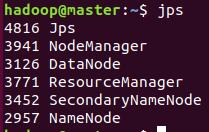 hadoop@master:~$ jps
4816 Jps
3941 NodeManager
3126 DataNode
3771 ResourceManager
3452 SecondaryNameNode
2957 NameNode